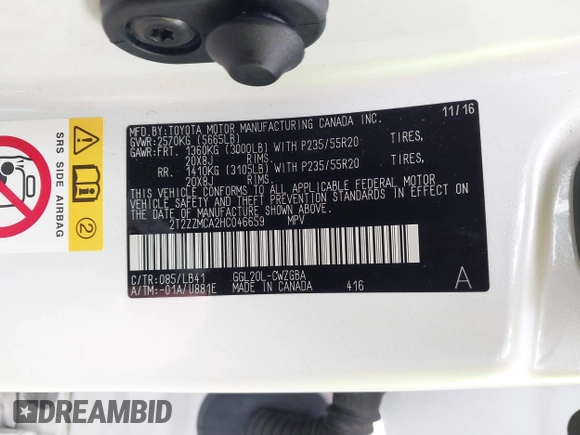 MFD.BY:TOYOTA MOTOR MANUFACTURING CANADA INC. 11/16
GVWR:2570KG (5665LB)
GAWR:FRT. 1360KG (3000LB) WITH P235/55R20 TIRES,
20X8J RIMS
RR. 1410KG (3105LB) WITH P235/55R20 TIRES,
20X8J RIMS
THIS VEHICLE CONFORMS TO ALL APPLICABLE FEDERAL MOTOR
VEHICLE SAFETY AND THEFT PREVENTION STANDARDS IN EFFECT
ON THE DATE OF MANUFACTURE SHOWN ABOVE.
2T2ZZMCA2HC046659 MPV
C/TR:085/LB41 GGL20L-CWZGBA A
A/TM:-01A/U881E MADE IN CANADA 416
SRS SIDE AIRBAG
2
DREAMBID